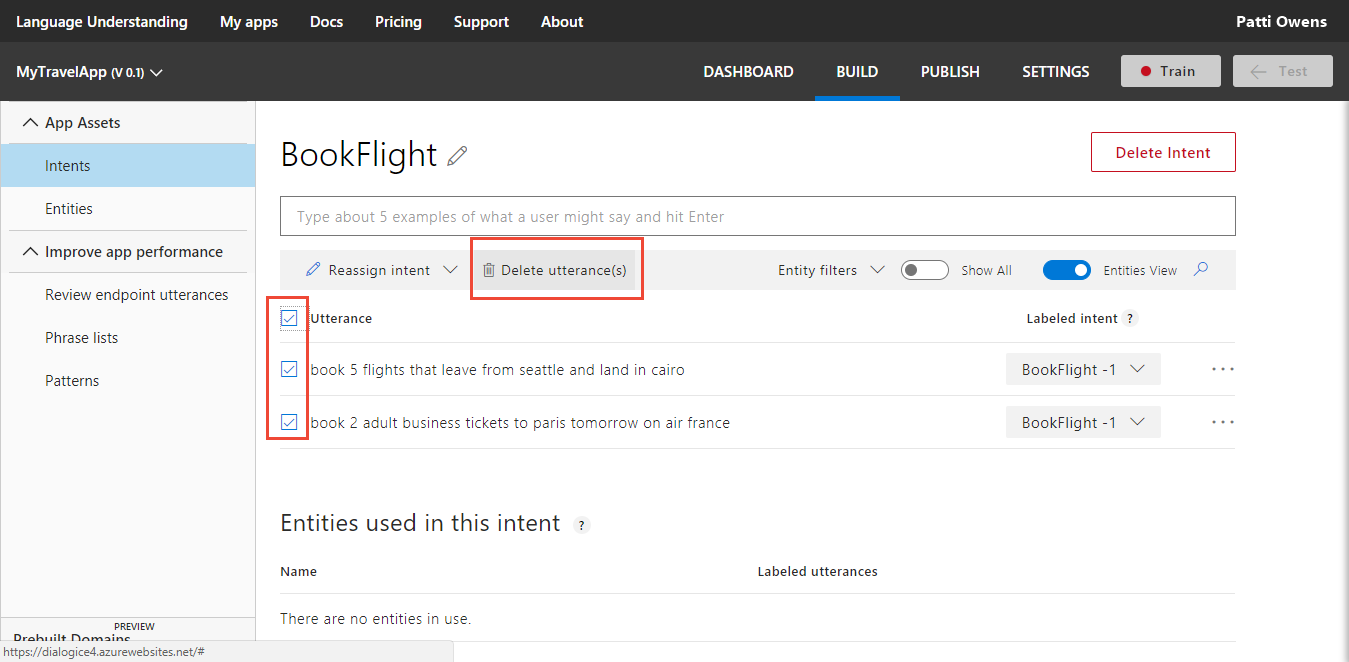 Language Understanding My apps Docs Pricing Support About Patti Owens
MyTravelApp (V 0.1) DASHBOARD BUILD PUBLISH SETTINGS Train Test
App Assets
Intents
Entities
Improve app performance
Review endpoint utterances
Phrase lists
Patterns
PREVIEW
Prebuilt Domains
https://dialogice4.azurewebsites.net/#
BookFlight
Delete Intent
Type about 5 examples of what a user might say and hit Enter
Reassign intent Delete utterance(s) Entity filters Show All Entities View
Utterance Labeled intent ?
book 5 flights that leave from seattle and land in cairo BookFlight -1 ...
book 2 adult business tickets to paris tomorrow on air france BookFlight -1 ...
Entities used in this intent ?
Name Labeled utterances
There are no entities in use.